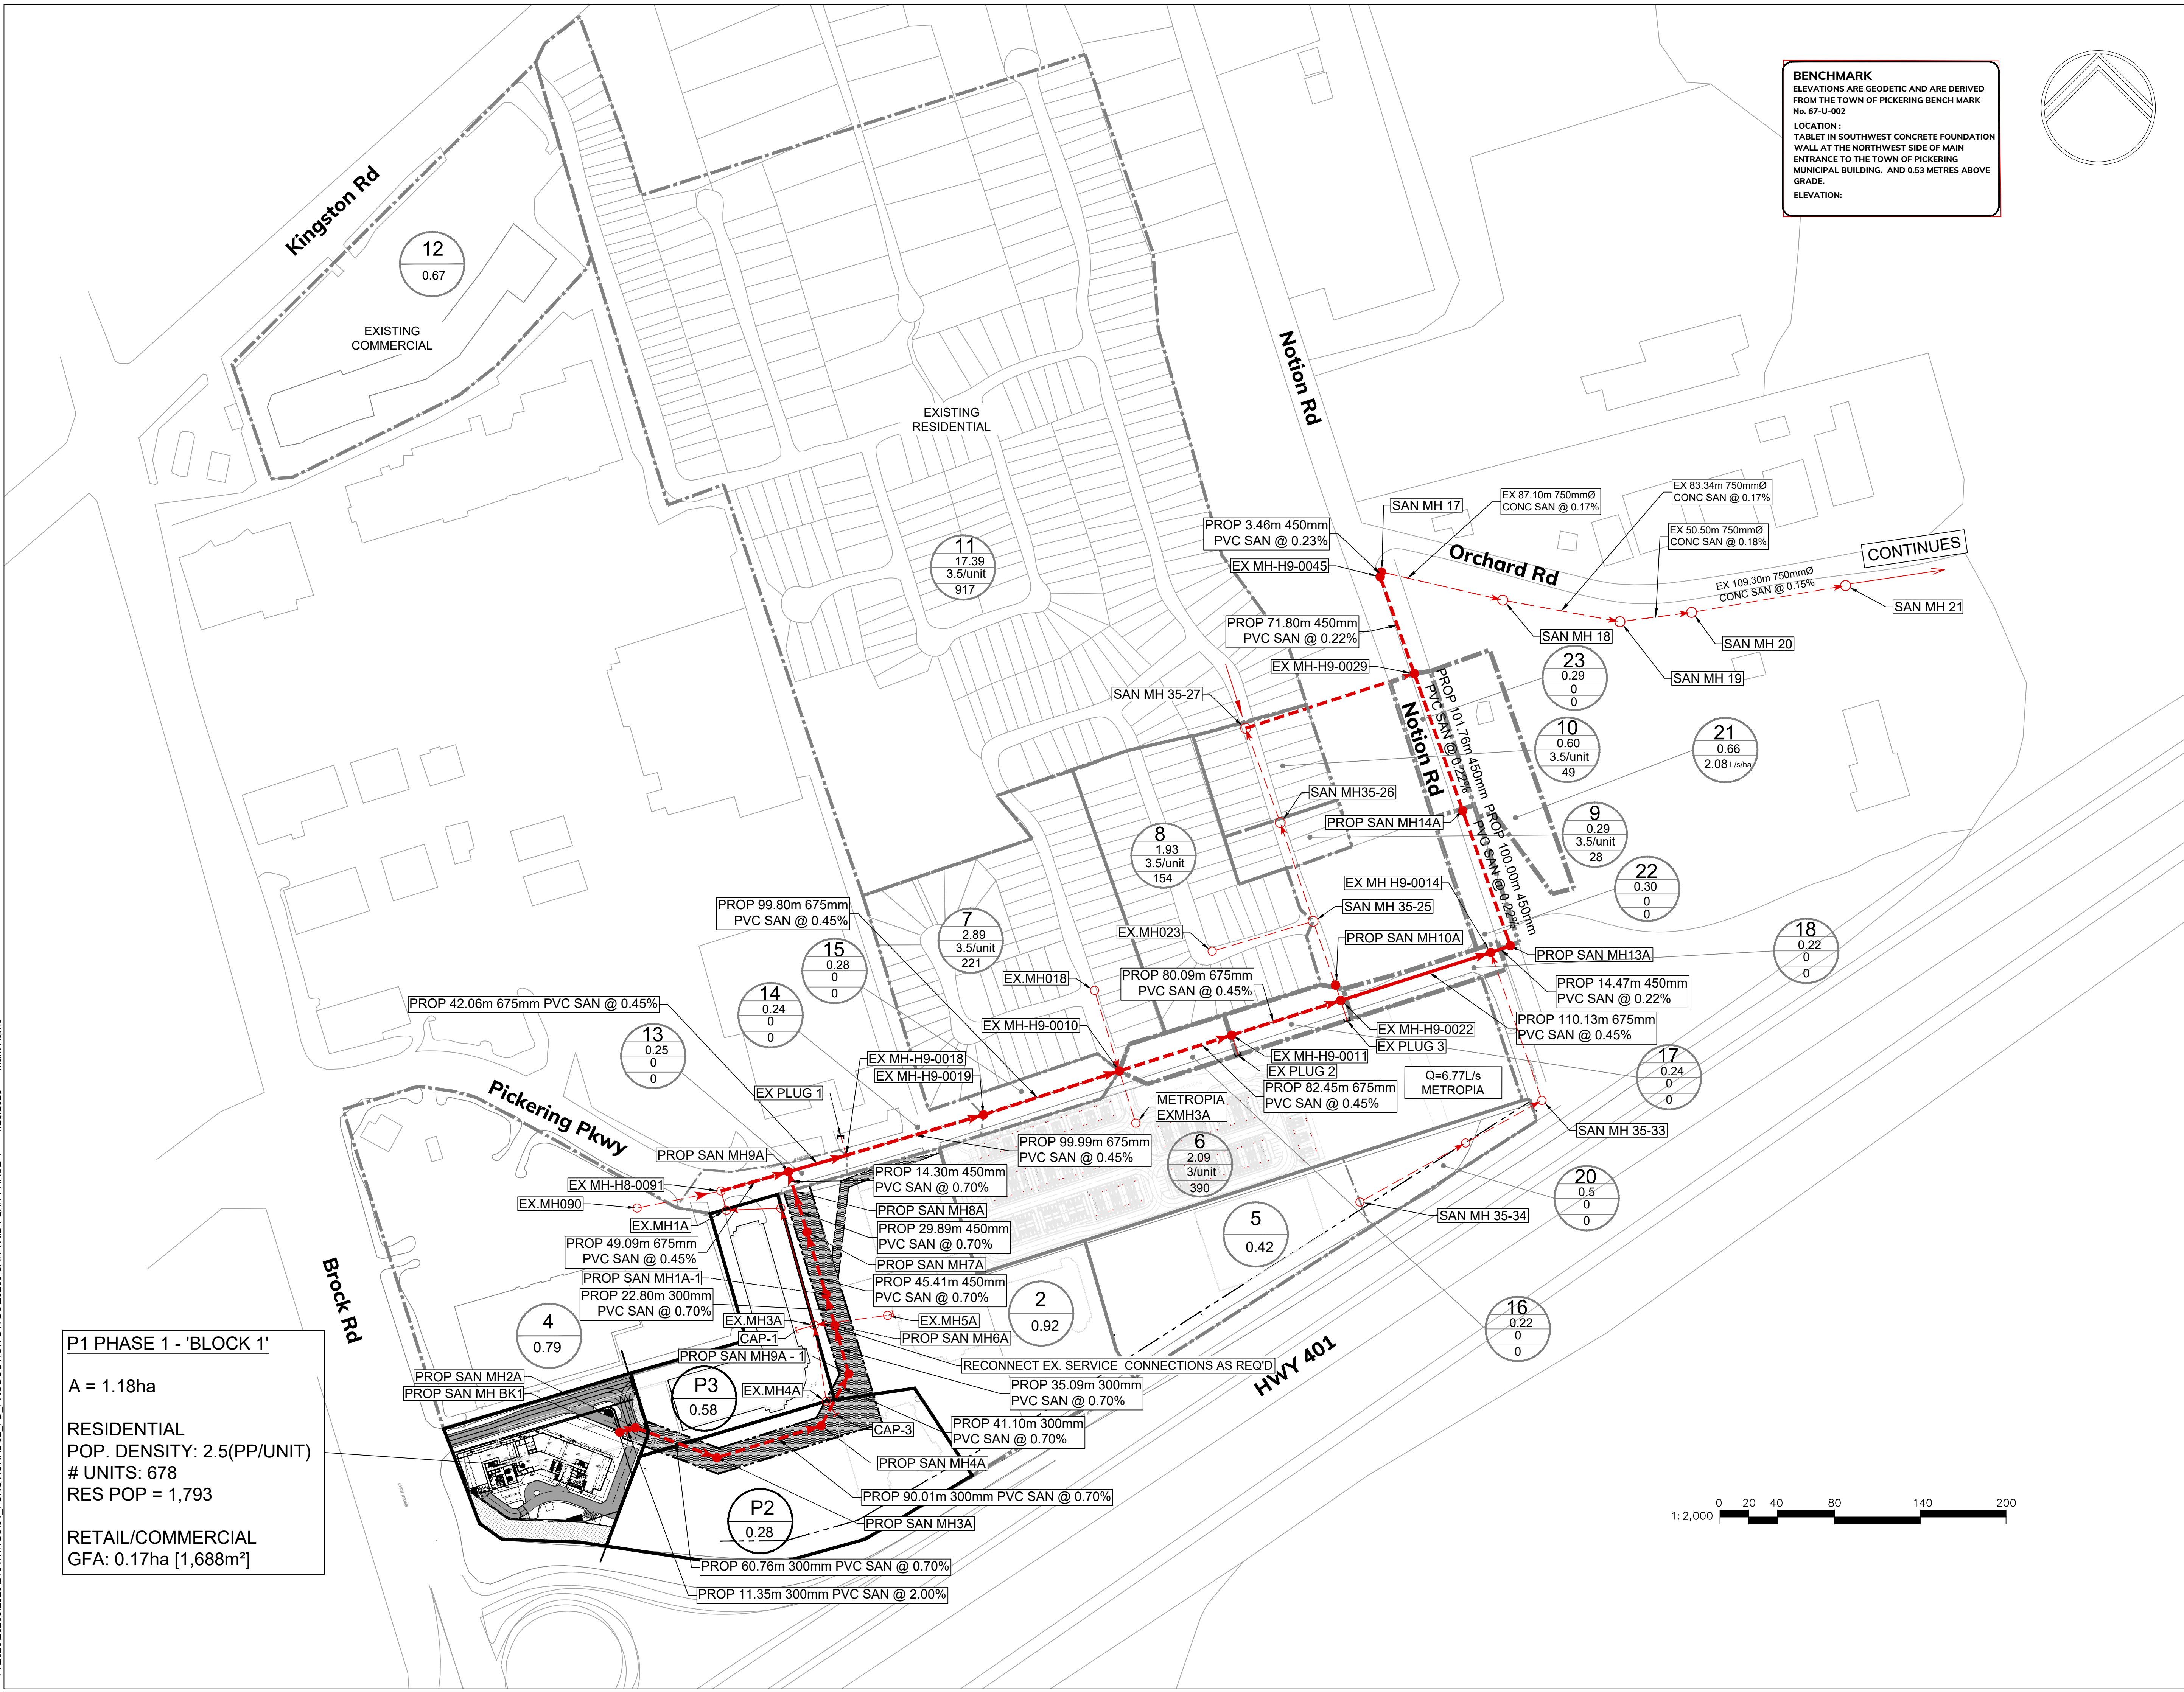 BENCHMARK
ELEVATIONS ARE GEODETIC AND ARE DERIVED
FROM THE TOWN OF PICKERING BENCH MARK
No. 67-U-002
LOCATION :
TABLET IN SOUTHWEST CONCRETE FOUNDATION
WALL AT THE NORTHWEST SIDE OF MAIN
ENTRANCE TO THE TOWN OF PICKERING
MUNICIPAL BUILDING. AND 0.53 METRES ABOVE
GRADE.
ELEVATION:
Kingston Rd
12
0.67
EXISTING
COMMERCIAL
EXISTING
RESIDENTIAL
Notion Rd
11
17.39
3.5/unit
917
SAN MH 17
EX 87.10m 750mmØ
CONC SAN @ 0.17%
EX 83.34m 750mmØ
CONC SAN @ 0.17%
EX 50.50m 750mmØ
CONC SAN @ 0.18%
PROP 3.46m 450mm
PVC SAN @ 0.23%
EX MH-H9-0045
Orchard Rd
CONTINUES
EX 109.30m 750mmØ
CONC SAN @ 0.15%
SAN MH 21
SAN MH 18
SAN MH 20
SAN MH 19
PROP 71.80m 450mm
PVC SAN @ 0.22%
EX MH-H9-0029
SAN MH 35-27
23
0.29
0
0
Notion Rd
PROP 101.76m 450mm
PVC SAN @ 0.22%
10
0.60
3.5/unit
49
21
0.66
2.08 L/s/ha
SAN MH35-26
PROP SAN MH14A
PROP 100.00m 450mm
PVC SAN @ 0.22%
8
1.93
3.5/unit
154
9
0.29
3.5/unit
28
EX MH H9-0014
22
0.30
0
0
SAN MH 35-25
PROP 99.80m 675mm
PVC SAN @ 0.45%
7
2.89
3.5/unit
221
EX.MH023
PROP SAN MH10A
PROP SAN MH13A
18
0.22
0
0
15
0.28
0
0
EX.MH018
PROP 80.09m 675mm
PVC SAN @ 0.45%
PROP 14.47m 450mm
PVC SAN @ 0.22%
14
0.24
0
0
PROP 42.06m 675mm PVC SAN @ 0.45%
EX MH-H9-0010
EX MH-H9-0022
PROP 110.13m 675mm
PVC SAN @ 0.45%
13
0.25
0
0
EX MH-H9-0018
EX MH-H9-0019
EX PLUG 3
EX MH-H9-0011
EX PLUG 2
17
0.24
0
0
Pickering Pkwy
EX PLUG 1
METROPIA
EXMH3A
PROP 82.45m 675mm
PVC SAN @ 0.45%
Q=6.77L/s
METROPIA
SAN MH 35-33
PROP SAN MH9A
PROP 99.99m 675mm
PVC SAN @ 0.45%
6
2.09
3/unit
390
EX MH-H8-0091
EX.MH090
PROP 14.30m 450mm
PVC SAN @ 0.70%
20
0.5
0
0
EX.MH1A
PROP SAN MH8A
SAN MH 35-34
PROP 49.09m 675mm
PVC SAN @ 0.45%
PROP 29.89m 450mm
PVC SAN @ 0.70%
5
0.42
PROP SAN MH7A
PROP SAN MH1A-1
PROP 45.41m 450mm
PVC SAN @ 0.70%
PROP 22.80m 300mm
PVC SAN @ 0.70%
Brock Rd
4
0.79
2
0.92
16
0.22
0
0
EX.MH3A
EX.MH5A
CAP-1
PROP SAN MH6A
P1 PHASE 1 - 'BLOCK 1'
A = 1.18ha
RESIDENTIAL
POP. DENSITY: 2.5(PP/UNIT)
# UNITS: 678
RES POP = 1,793
RETAIL/COMMERCIAL
GFA: 0.17ha [1,688m²]
PROP SAN MH9A - 1
RECONNECT EX. SERVICE CONNECTIONS AS REQ'D
HWY 401
PROP SAN MH2A
PROP SAN MH BK1
P3
0.58
EX.MH4A
PROP 35.09m 300mm
PVC SAN @ 0.70%
PROP 41.10m 300mm
PVC SAN @ 0.70%
CAP-3
PROP SAN MH4A
PROP 90.01m 300mm PVC SAN @ 0.70%
P2
0.28
PROP SAN MH3A
PROP 60.76m 300mm PVC SAN @ 0.70%
PROP 11.35m 300mm PVC SAN @ 2.00%
1: 2,000
0 20 40 80 140 200